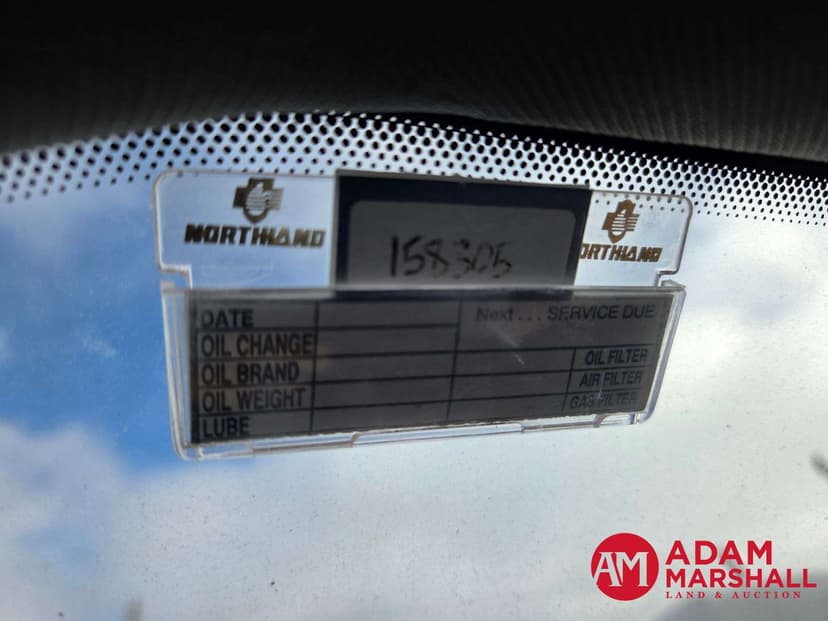 NORTHLAND
158305
NORTHLAND
DATE
Next... SERVICE DUE
OIL CHANGE
OIL BRAND
OIL FILTER
OIL WEIGHT
AIR FILTER
LUBE
GAS FILTER
AM
ADAM
MARSHALL
LAND & AUCTION